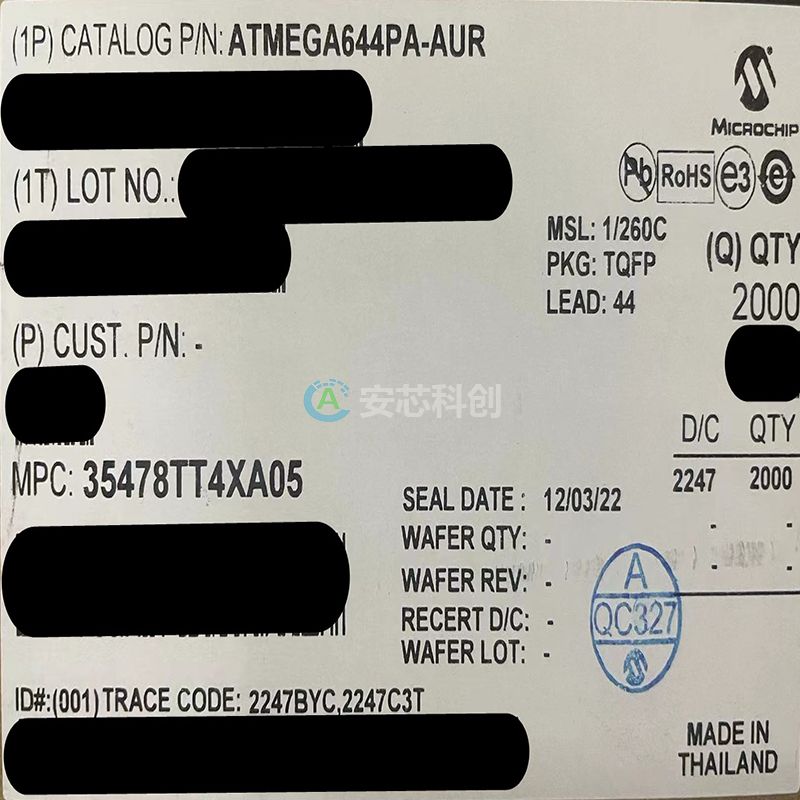 (1P) CATALOG P/N: ATMEGA644PA-AUR
MICROCHIP
(1T) LOT NO.:
Pb RoHS e3 e
MSL: 1/260C
PKG: TQFP
LEAD: 44
(Q) QTY
2000
(P) CUST. P/N: -
安芯科创
D/C QTY
2247 2000
- -
- -
MPC: 35478TT4XA05
SEAL DATE : 12/03/22
WAFER QTY: -
WAFER REV: -
RECERT D/C: -
WAFER LOT: -
A
QC327
ID#:(001) TRACE CODE: 2247BYC,2247C3T
MADE IN
THAILAND